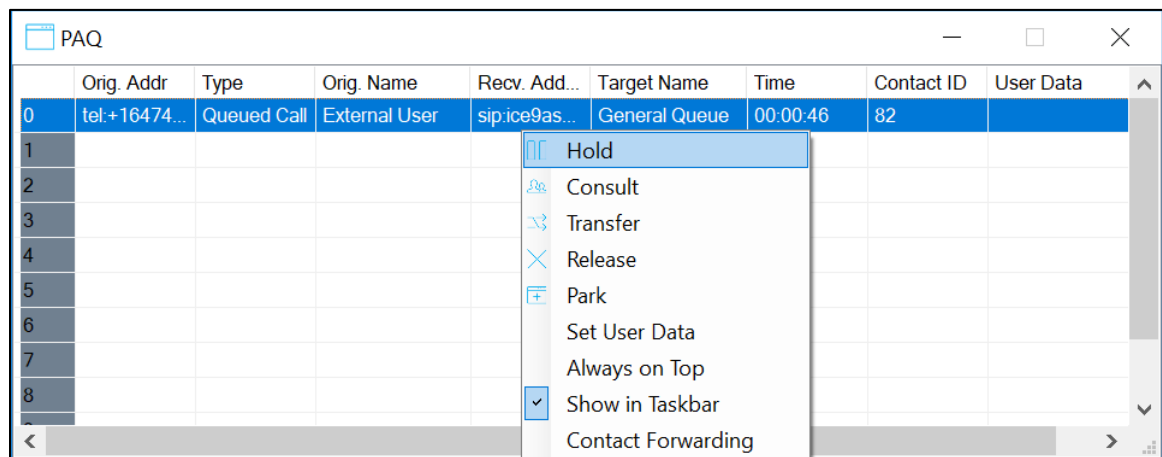 PAQ
Orig. Addr Type Orig. Name Recv. Add... Target Name Time Contact ID User Data
0 tel:+16474... Queued Call External User sip:ice9as... General Queue 00:00:46 82
1 Hold
2 Consult
3 Transfer
4 Release
5 Park
6 Set User Data
7 Always on Top
8 Show in Taskbar
Contact Forwarding